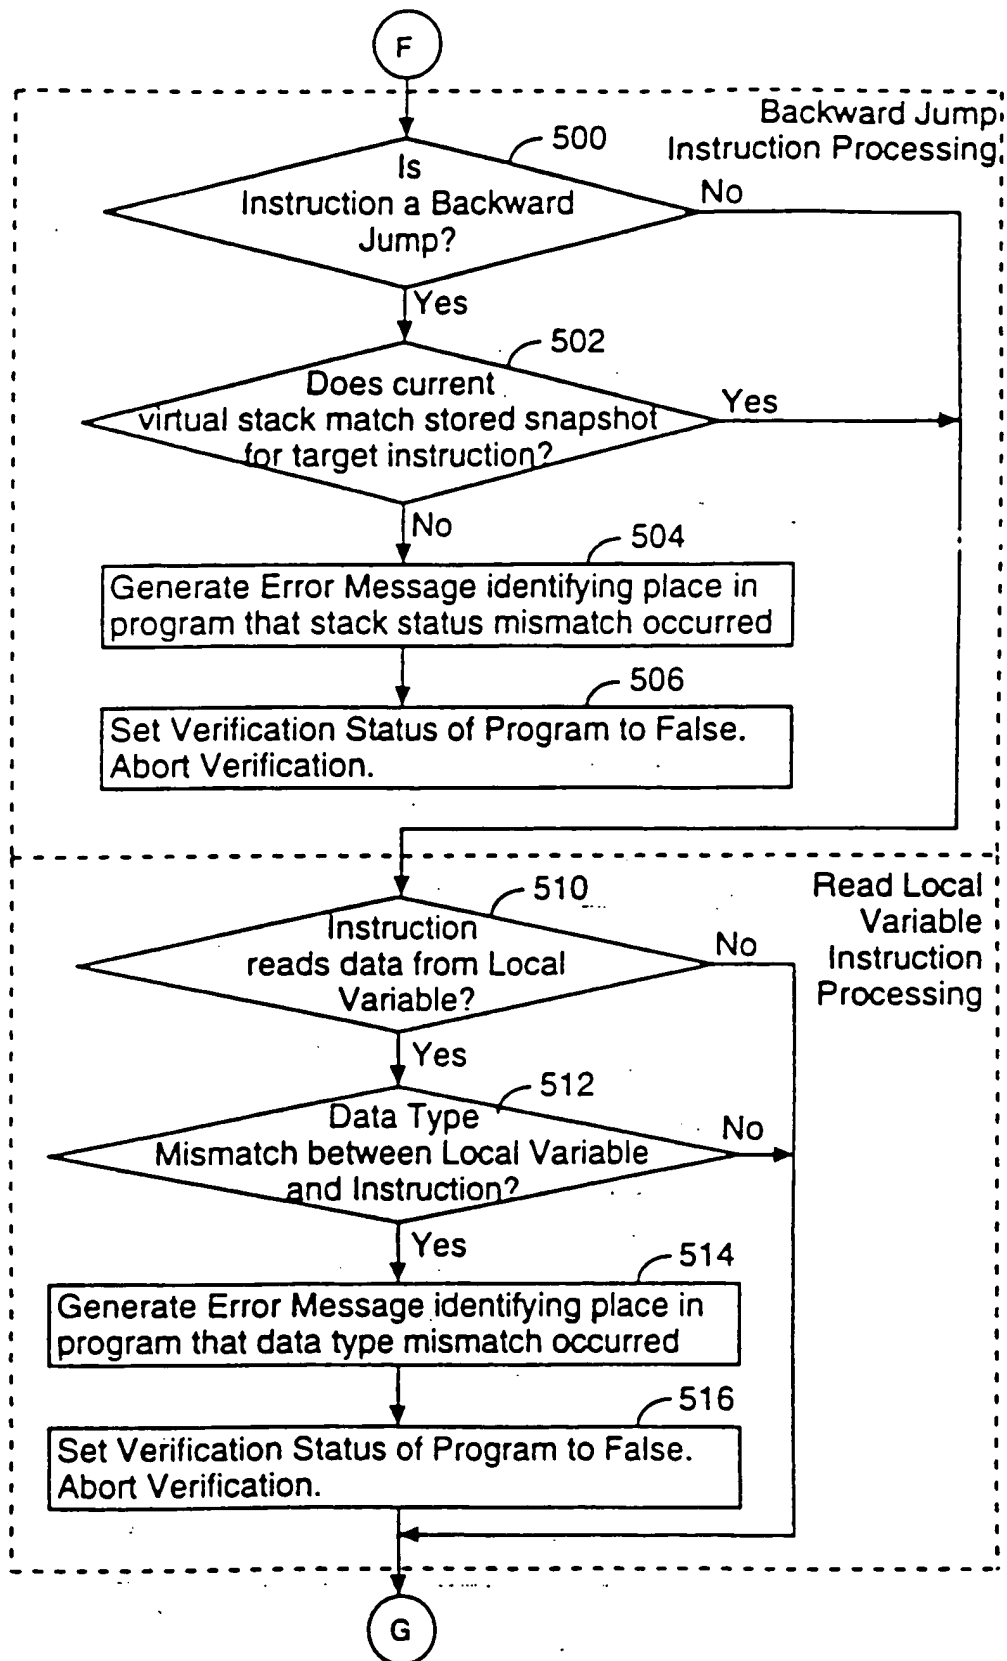 F
Backward Jump
Instruction Processing
500
Is
Instruction a Backward
Jump?
No
Yes
502
Does current
virtual stack match stored snapshot
for target instruction?
Yes
No
504
Generate Error Message identifying place in
program that stack status mismatch occurred
506
Set Verification Status of Program to False.
Abort Verification.
Read Local
Variable
Instruction
Processing
510
Instruction
reads data from Local
Variable?
No
Yes
512
Data Type
Mismatch between Local Variable
and Instruction?
No
Yes
514
Generate Error Message identifying place in
program that data type mismatch occurred
516
Set Verification Status of Program to False.
Abort Verification.
G